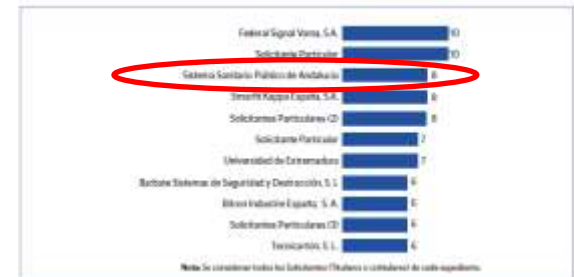 Federal Signal Vama, S.A. 10
Solicitante Particular 10
Sistema Sanitario Público de Andalucía 8
Smurfit Kappa España, S.A. 8
Solicitantes Particulares (2) 8
Solicitante Particular 7
Universidad de Extremadura 7
Sistemas de Seguridad y Destrucción, S.L. 6
Industrie España, S.A. 6
Solicitantes Particulares (3) 6
Tecnicarton, S.L. 6
Nota: Se consideran todos los Solicitantes (Titulares o cotitulares) de cada expediente.